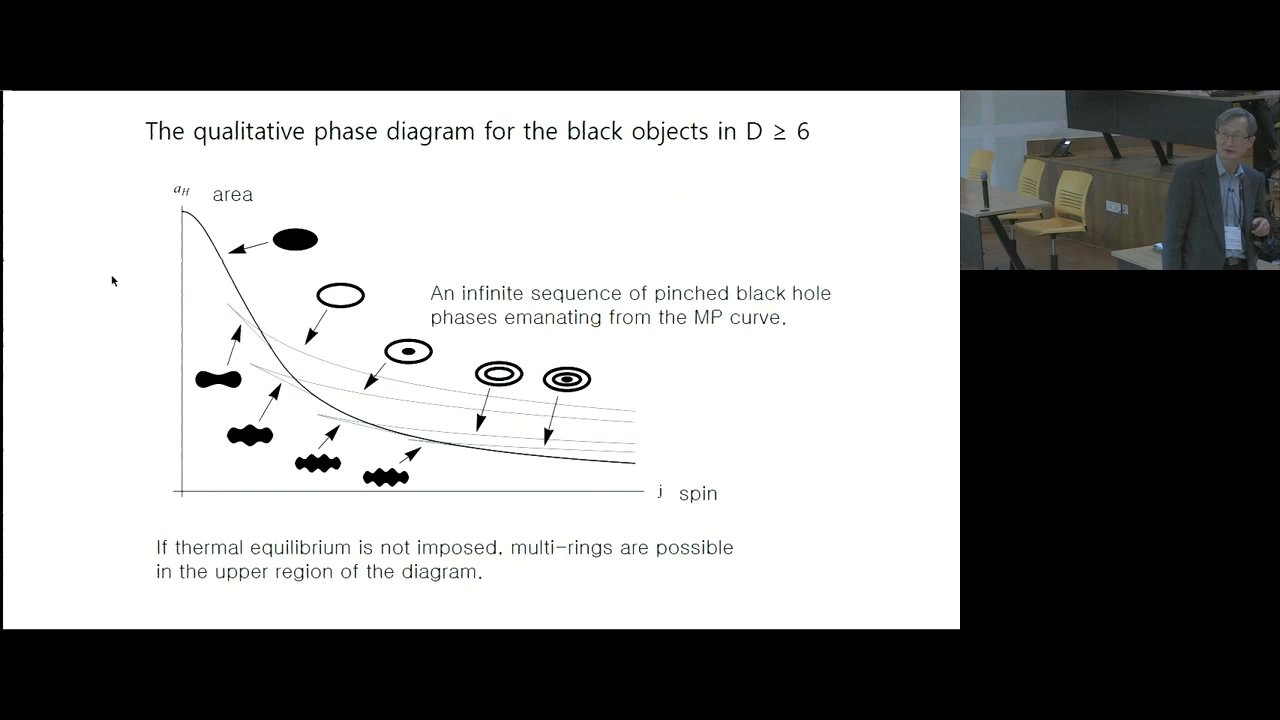 The qualitative phase diagram for the black objects in D ≥ 6
a_H area
An infinite sequence of pinched black hole
phases emanating from the MP curve.
j spin
If thermal equilibrium is not imposed, multi-rings are possible
in the upper region of the diagram.